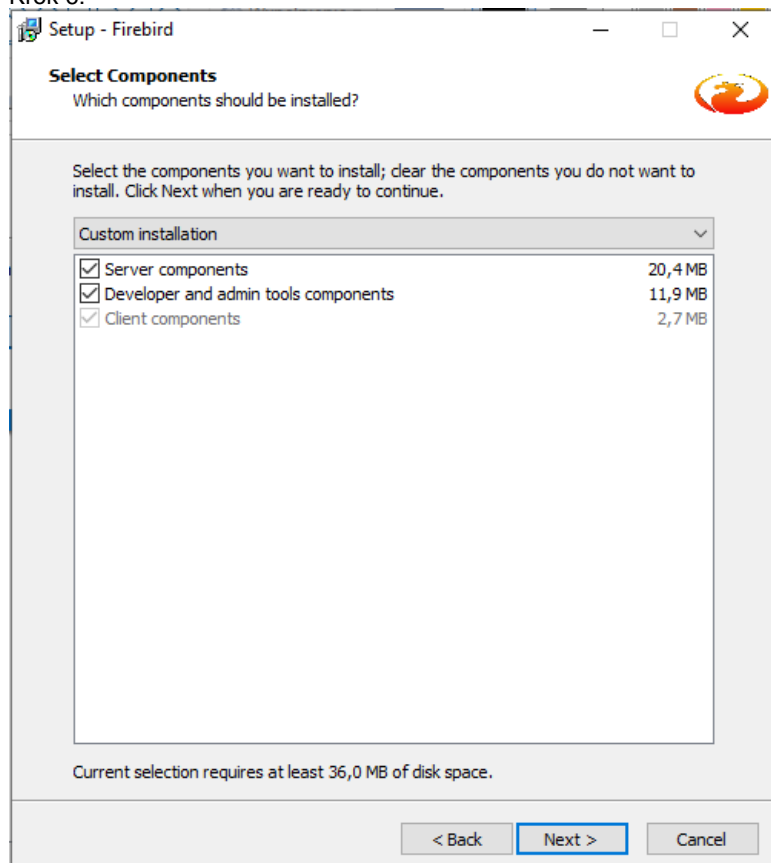 Setup - Firebird
Select Components
Which components should be installed?
Select the components you want to install; clear the components you do not want to
install. Click Next when you are ready to continue.
Custom installation
Server components 20,4 MB
Developer and admin tools components 11,9 MB
Client components 2,7 MB
Current selection requires at least 36,0 MB of disk space.
< Back Next > Cancel